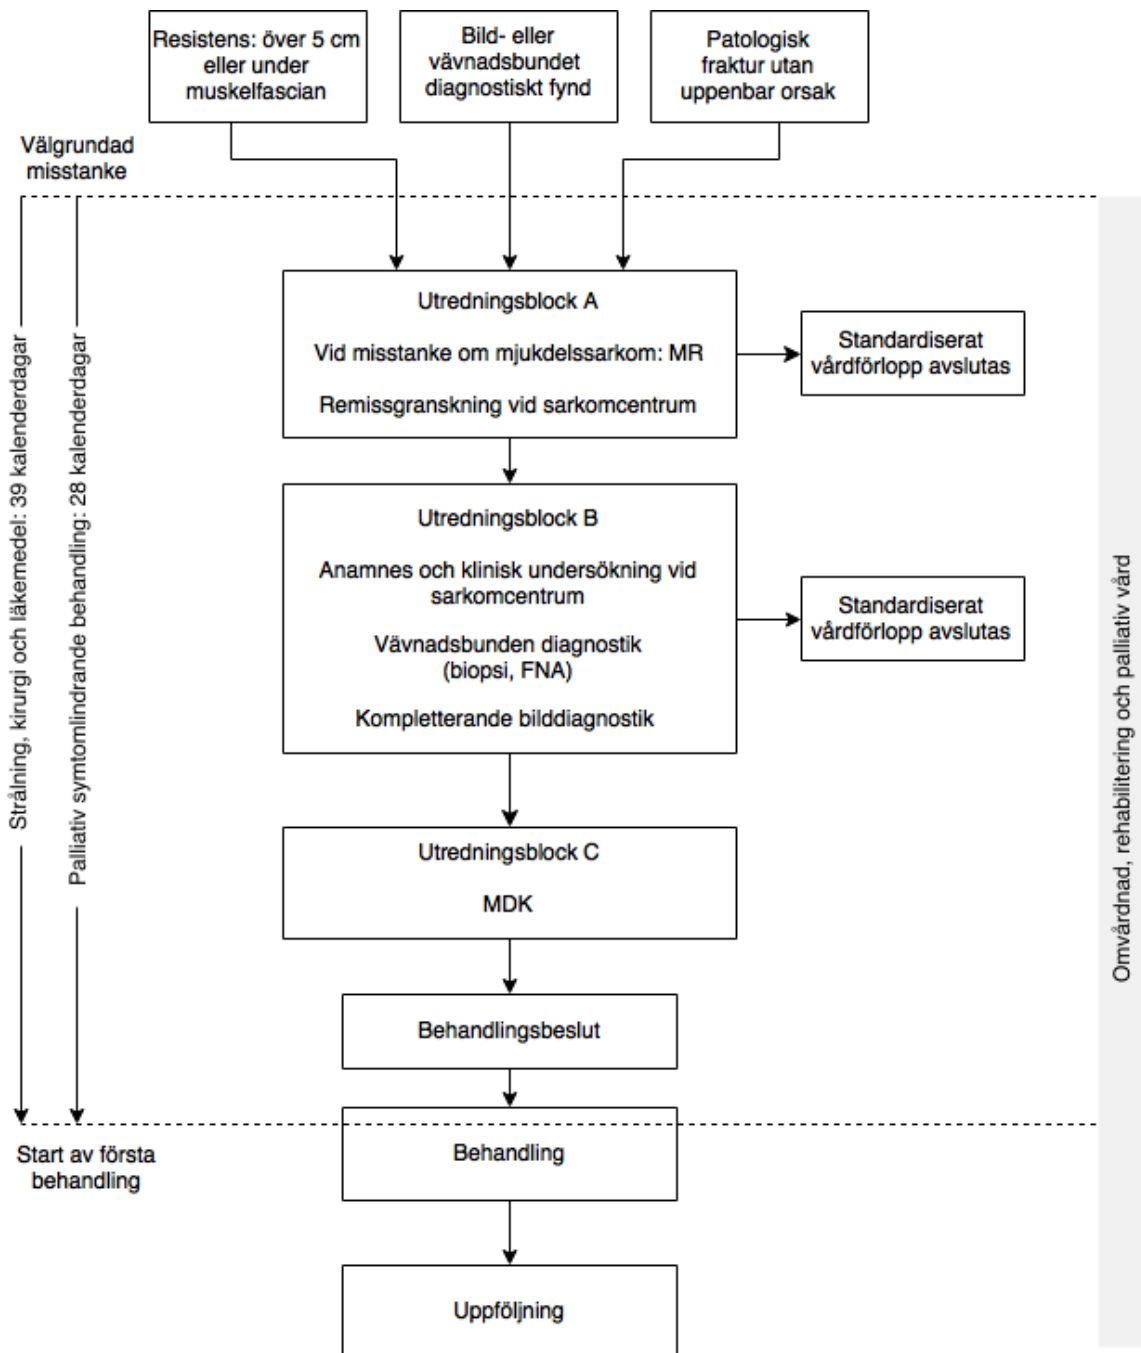 Resistens: över 5 cm
eller under
muskelfascian
Bild- eller
vävnadsbundet
diagnostiskt fynd
Patologisk
fraktur utan
uppenbar orsak
Välgrundad
misstanke
Utredningsblock A
Vid misstanke om mjukdelssarkom: MR
Remissgranskning vid sarkomcentrum
Standardiserat
vårdförlopp avslutas
Utredningsblock B
Anamnes och klinisk undersökning vid
sarkomcentrum
Vävnadsbunden diagnostik
(biopsi, FNA)
Kompletterande bilddiagnostik
Standardiserat
vårdförlopp avslutas
Strålning, kirurgi och läkemedel: 39 kalenderdagar
Palliativ symtomlindrande behandling: 28 kalenderdagar
Omvårdnad, rehabilitering och palliativ vård
Utredningsblock C
MDK
Behandlingsbeslut
Start av första
behandling
Behandling
Uppföljning